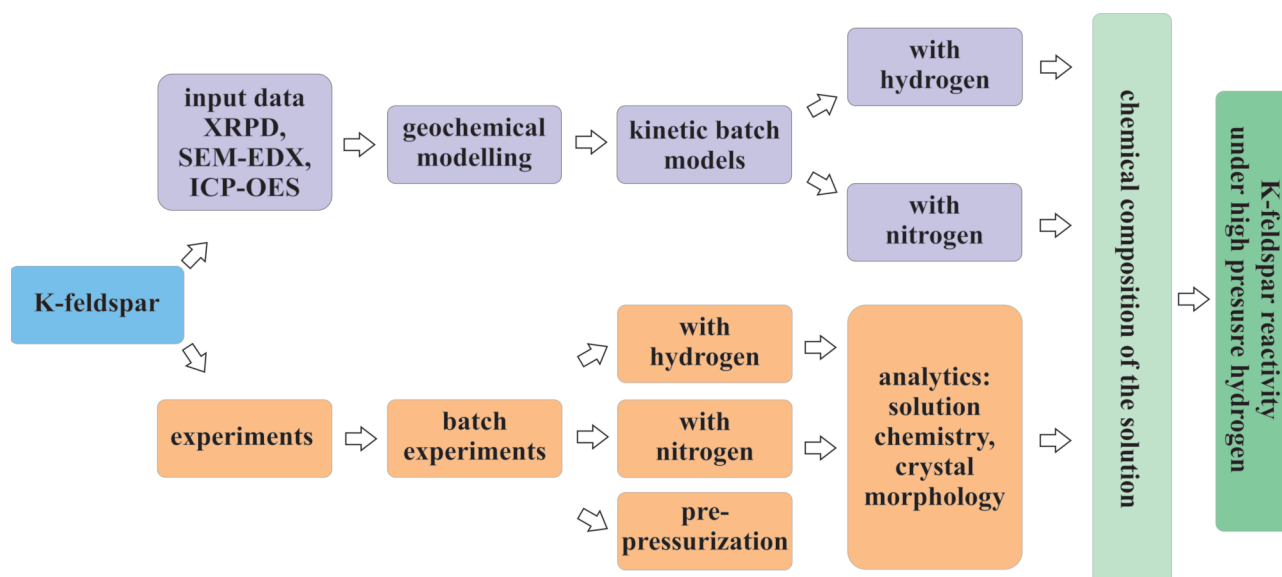 K-feldspar
input data
XRPD,
SEM-EDX,
ICP-OES
geochemical
modelling
kinetic batch
models
with
hydrogen
with
nitrogen
experiments
batch
experiments
with
hydrogen
with
nitrogen
pre-
pressurization
analytics:
solution
chemistry,
crystal
morphology
chemical composition of the solution
K-feldspar reactivity
under high presusre hydrogen